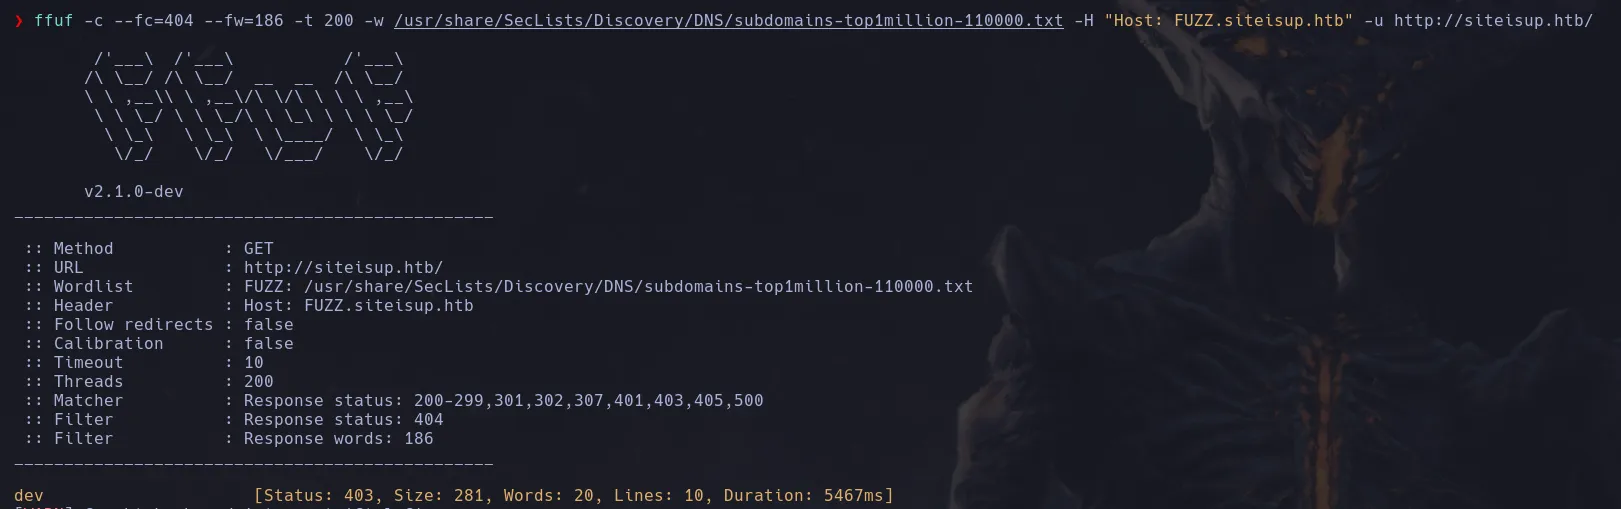 ❯ ffuf -c --fc=404 --fw=186 -t 200 -w /usr/share/SecLists/Discovery/DNS/subdomains-top1million-110000.txt -H "Host: FUZZ.siteisup.htb" -u http://siteisup.htb/
        /'___\  /'___\           /'___\
       /\ \__/ /\ \__/  __  __  /\ \__/
       \ \ ,__\\ \ ,__\/\ \/\ \ \ \ ,__\
        \ \ \_/ \ \ \_/\ \ \_\ \ \ \ \_/
         \ \_\   \ \_\  \ \____/  \ \_\
          \/_/    \/_/   \/___/    \/_/
v2.1.0-dev
________________________________________________
:: Method           : GET
:: URL              : http://siteisup.htb/
:: Wordlist         : FUZZ: /usr/share/SecLists/Discovery/DNS/subdomains-top1million-110000.txt
:: Header           : Host: FUZZ.siteisup.htb
:: Follow redirects : false
:: Calibration      : false
:: Timeout          : 10
:: Threads          : 200
:: Matcher          : Response status: 200-299,301,302,307,401,403,405,500
:: Filter           : Response status: 404
:: Filter           : Response words: 186
________________________________________________
dev                     [Status: 403, Size: 281, Words: 20, Lines: 10, Duration: 5467ms]